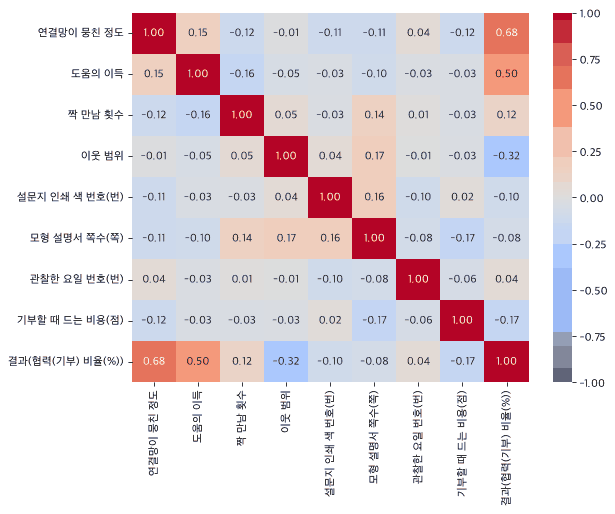 연결망이 뭉친 정도 1.00 0.15 -0.12 -0.01 -0.11 -0.11 0.04 -0.12 0.68
도움의 이득 0.15 1.00 -0.16 -0.05 -0.03 -0.10 -0.03 -0.03 0.50
짝 만남 횟수 -0.12 -0.16 1.00 0.05 -0.03 0.14 0.01 -0.03 0.12
이웃 범위 -0.01 -0.05 0.05 1.00 0.04 0.17 -0.01 -0.03 -0.32
설문지 인쇄 색 번호(번) -0.11 -0.03 -0.03 0.04 1.00 0.16 -0.10 0.02 -0.10
모형 설명서 쪽수(쪽) -0.11 -0.10 0.14 0.17 0.16 1.00 -0.08 -0.17 -0.08
관찰한 요일 번호(번) 0.04 -0.03 0.01 -0.01 -0.10 -0.08 1.00 -0.06 0.04
기부할 때 드는 비용(점) -0.12 -0.03 -0.03 -0.03 0.02 -0.17 -0.06 1.00 -0.17
결과(협력(기부) 비율(%)) 0.68 0.50 0.12 -0.32 -0.10 -0.08 0.04 -0.17 1.00
연결망이 뭉친 정도
도움의 이득
짝 만남 횟수
이웃 범위
설문지 인쇄 색 번호(번)
모형 설명서 쪽수(쪽)
관찰한 요일 번호(번)
기부할 때 드는 비용(점)
결과(협력(기부) 비율(%))
1.00
0.75
0.50
0.25
0.00
-0.25
-0.50
-0.75
-1.00